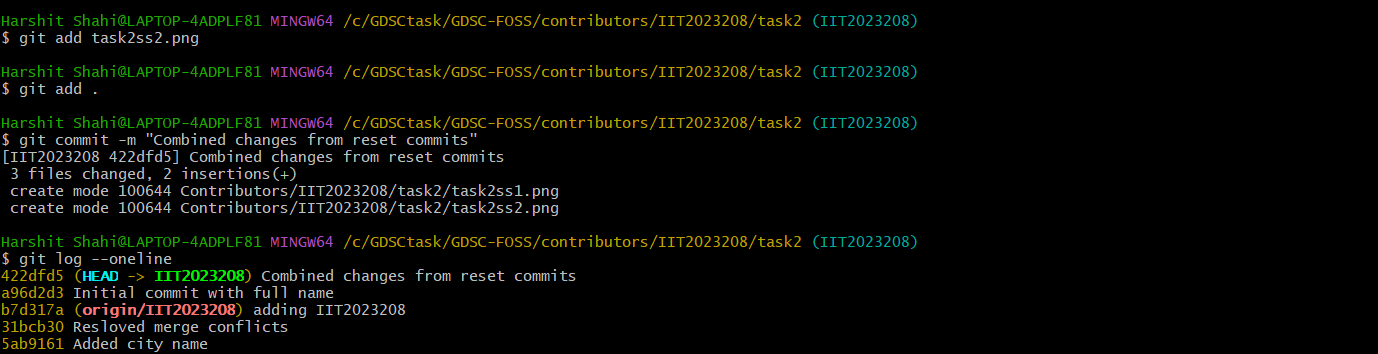 Harshit Shahi@LAPTOP-4ADPLF81 MINGW64 /c/GDSCtask/GDSC-FOSS/contributors/IIT2023208/task2 (IIT2023208)
$ git add task2ss2.png
Harshit Shahi@LAPTOP-4ADPLF81 MINGW64 /c/GDSCtask/GDSC-FOSS/contributors/IIT2023208/task2 (IIT2023208)
$ git add .
Harshit Shahi@LAPTOP-4ADPLF81 MINGW64 /c/GDSCtask/GDSC-FOSS/contributors/IIT2023208/task2 (IIT2023208)
$ git commit -m "Combined changes from reset commits"
[IIT2023208 422dfd5] Combined changes from reset commits
 3 files changed, 2 insertions(+)
 create mode 100644 Contributors/IIT2023208/task2/task2ss1.png
 create mode 100644 Contributors/IIT2023208/task2/task2ss2.png
Harshit Shahi@LAPTOP-4ADPLF81 MINGW64 /c/GDSCtask/GDSC-FOSS/contributors/IIT2023208/task2 (IIT2023208)
$ git log --oneline
422dfd5 (HEAD -> IIT2023208) Combined changes from reset commits
a96d2d3 Initial commit with full name
b7d317a (origin/IIT2023208) adding IIT2023208
31bcb30 Resloved merge conflicts
5ab9161 Added city name